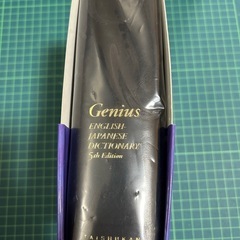 Genius
ENGLISH-
JAPANESE
DICTIONARY
5th Edition
TAISHUKAN